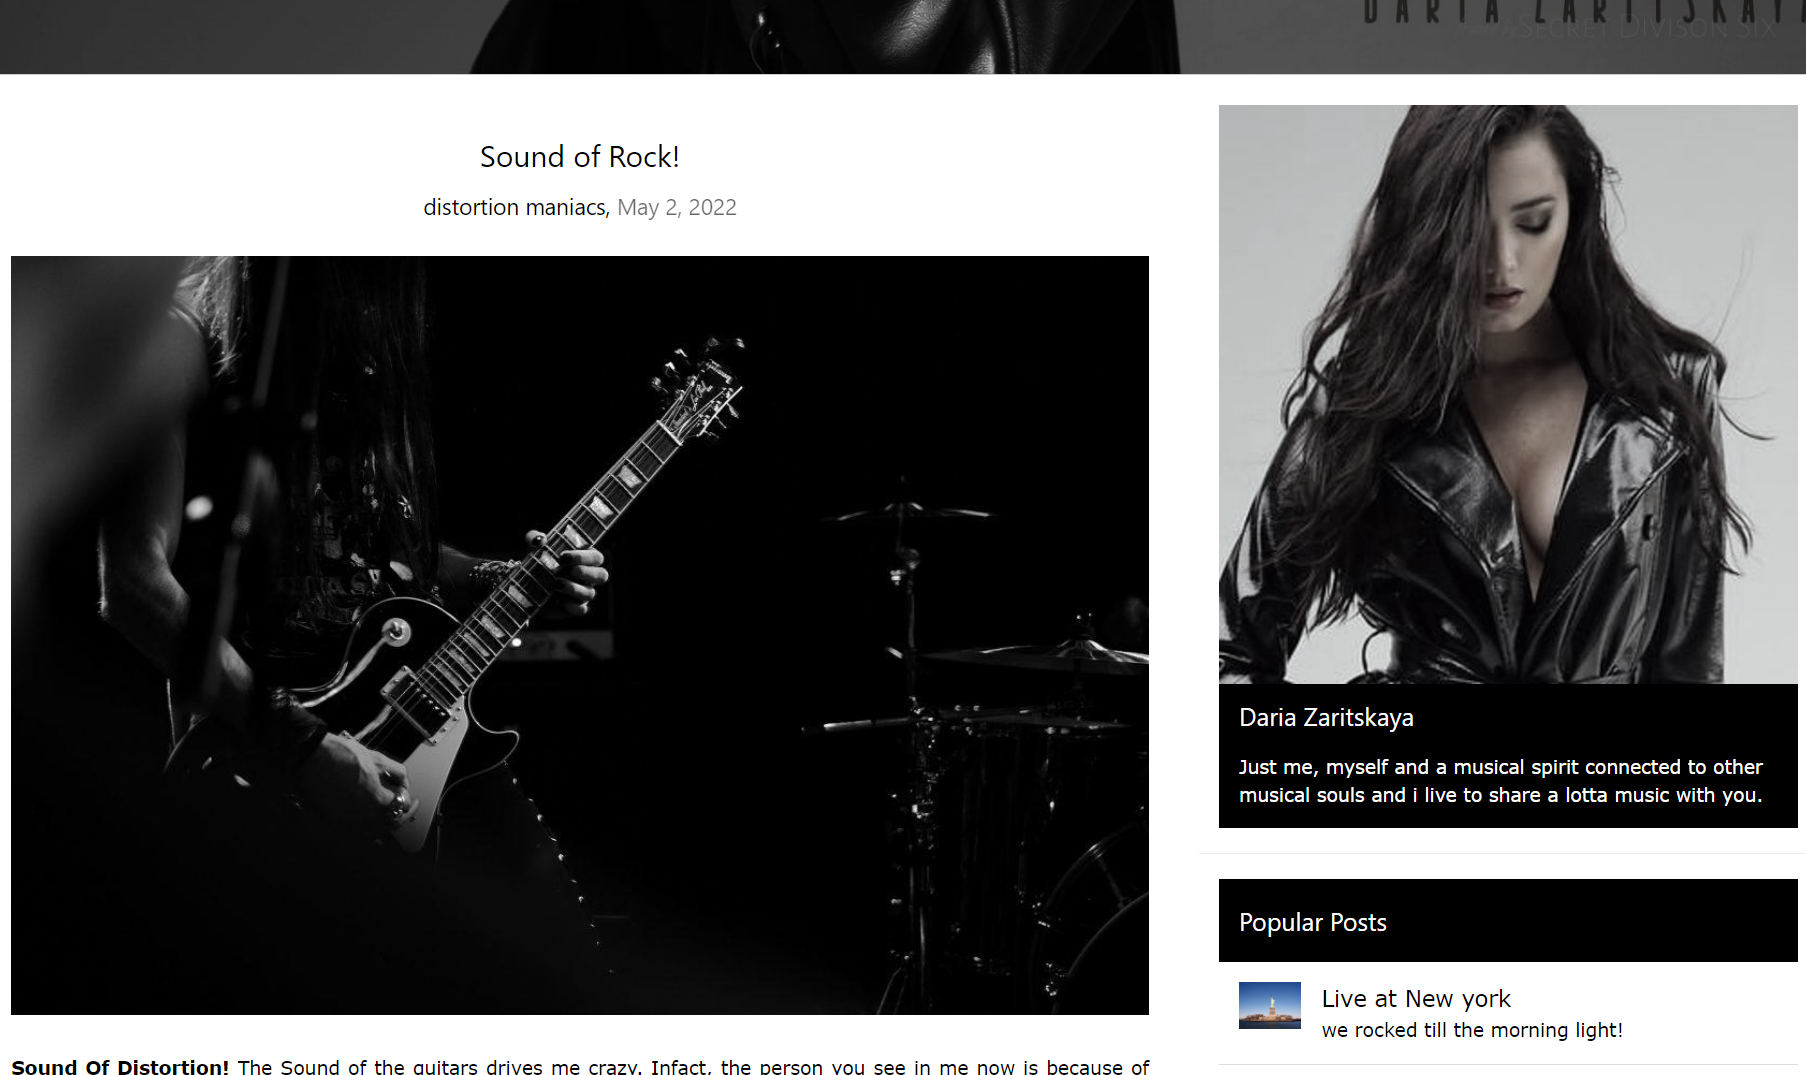 DARIA ZARITSKAYA
SECRET DIVISON SIX
Sound of Rock!
distortion maniacs, May 2, 2022
Daria Zaritskaya
Just me, myself and a musical spirit connected to other
musical souls and i live to share a lotta music with you.
Popular Posts
Live at New york
we rocked till the morning light!
Sound Of Distortion! The Sound of the guitars drives me crazy. Infact, the person you see in me now is because of